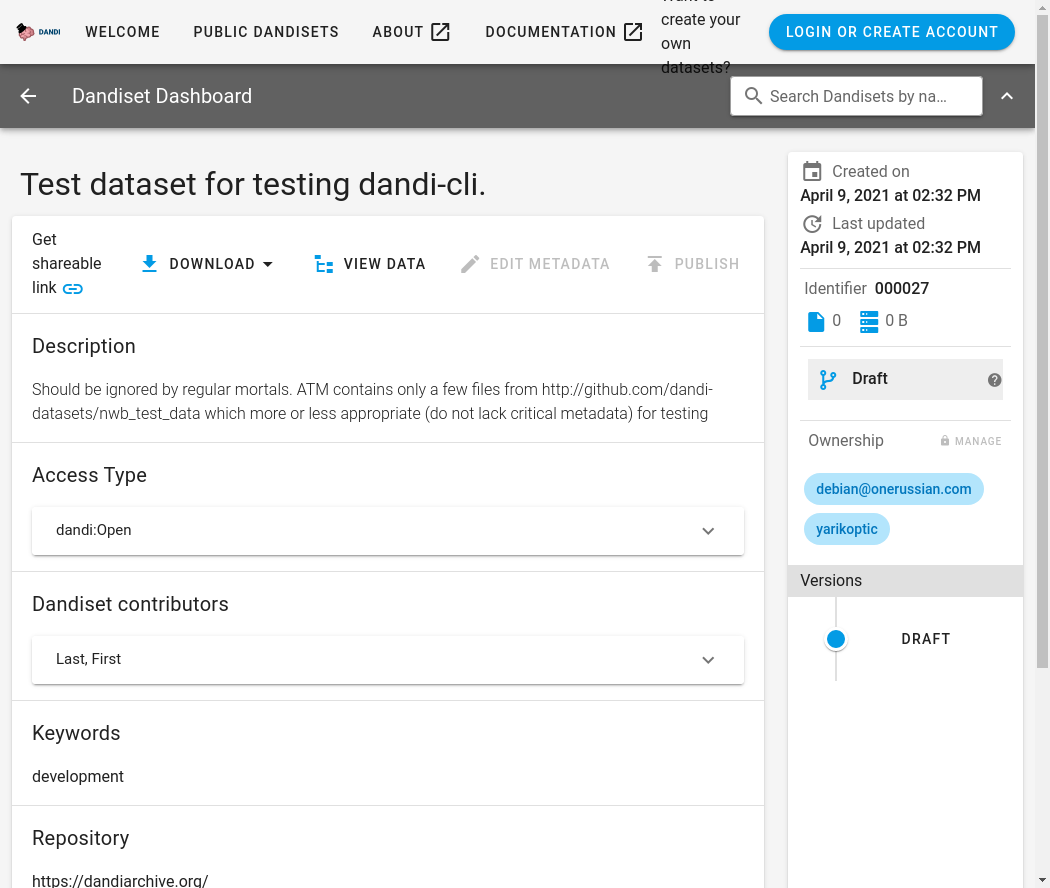 DANDI
WELCOME
PUBLIC DANDISETS
ABOUT
DOCUMENTATION
create your
own
datasets?
LOGIN OR CREATE ACCOUNT
Dandiset Dashboard
Search Dandisets by na…
Test dataset for testing dandi-cli.
Get
shareable
link
DOWNLOAD
VIEW DATA
EDIT METADATA
PUBLISH
Description
Should be ignored by regular mortals. ATM contains only a few files from http://github.com/dandi-
datasets/nwb_test_data which more or less appropriate (do not lack critical metadata) for testing
Access Type
dandi:Open
Dandiset contributors
Last, First
Keywords
development
Repository
https://dandiarchive.org/
Created on
April 9, 2021 at 02:32 PM
Last updated
April 9, 2021 at 02:32 PM
Identifier 000027
0
0 B
Draft
Ownership
MANAGE
debian@onerussian.com
yarikoptic
Versions
DRAFT